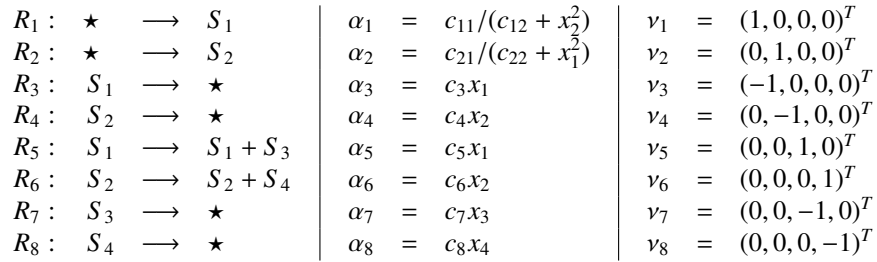 R₁ : ⋆ ⟶ S₁ | α₁ = c₁₁/(c₁₂ + x₂²) | ν₁ = (1, 0, 0, 0)ᵀ
R₂ : ⋆ ⟶ S₂ | α₂ = c₂₁/(c₂₂ + x₁²) | ν₂ = (0, 1, 0, 0)ᵀ
R₃ : S₁ ⟶ ⋆ | α₃ = c₃x₁ | ν₃ = (−1, 0, 0, 0)ᵀ
R₄ : S₂ ⟶ ⋆ | α₄ = c₄x₂ | ν₄ = (0, −1, 0, 0)ᵀ
R₅ : S₁ ⟶ S₁ + S₃ | α₅ = c₅x₁ | ν₅ = (0, 0, 1, 0)ᵀ
R₆ : S₂ ⟶ S₂ + S₄ | α₆ = c₆x₂ | ν₆ = (0, 0, 0, 1)ᵀ
R₇ : S₃ ⟶ ⋆ | α₇ = c₇x₃ | ν₇ = (0, 0, −1, 0)ᵀ
R₈ : S₄ ⟶ ⋆ | α₈ = c₈x₄ | ν₈ = (0, 0, 0, −1)ᵀ